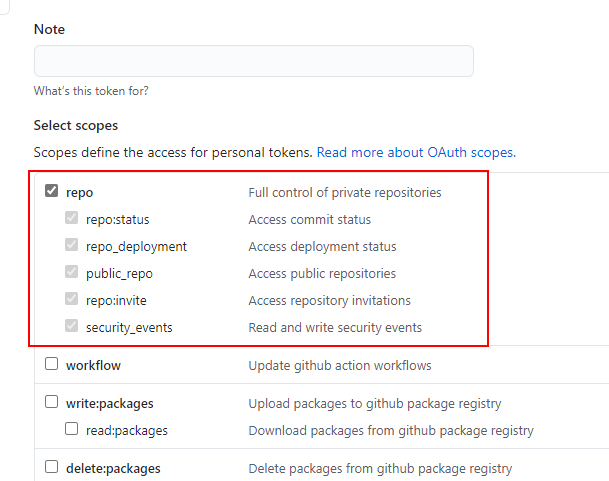 Note
What's this token for?
Select scopes
Scopes define the access for personal tokens. Read more about OAuth scopes.
repo Full control of private repositories
repo:status Access commit status
repo_deployment Access deployment status
public_repo Access public repositories
repo:invite Access repository invitations
security_events Read and write security events
workflow Update github action workflows
write:packages Upload packages to github package registry
read:packages Download packages from github package registry
delete:packages Delete packages from github package registry